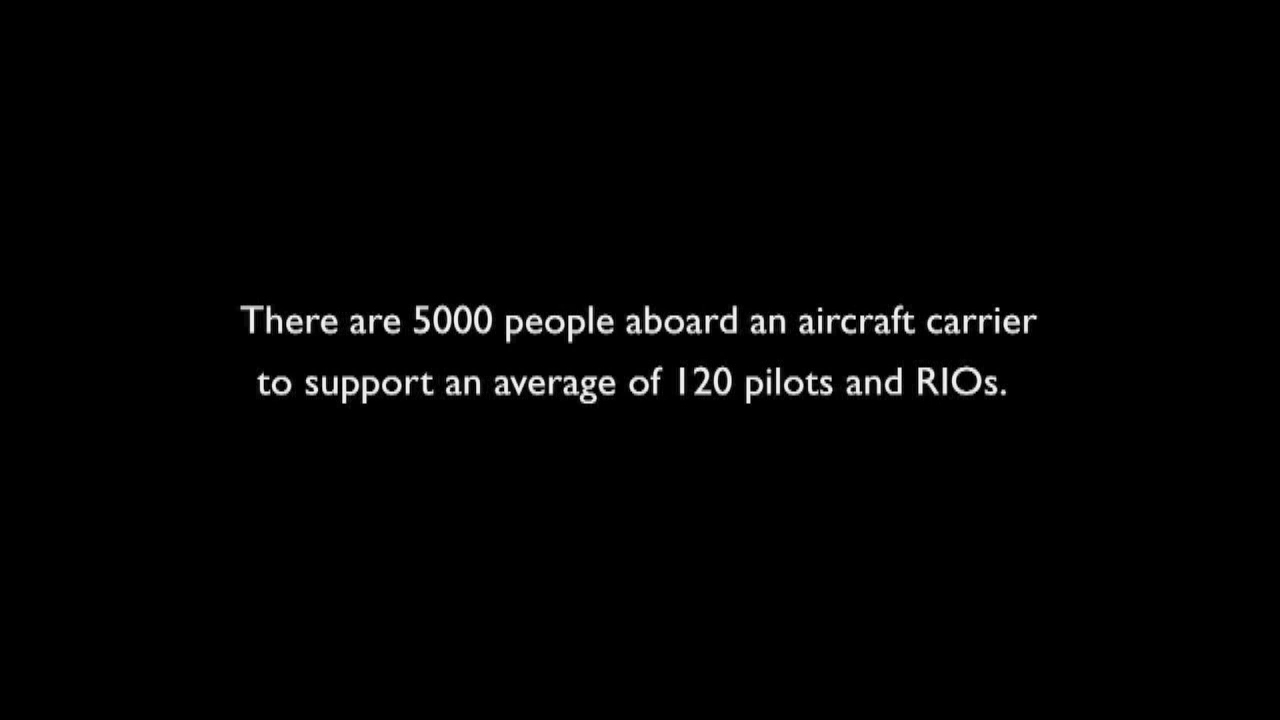 There are 5000 people aboard an aircraft carrier
to support an average of 120 pilots and RIOs.